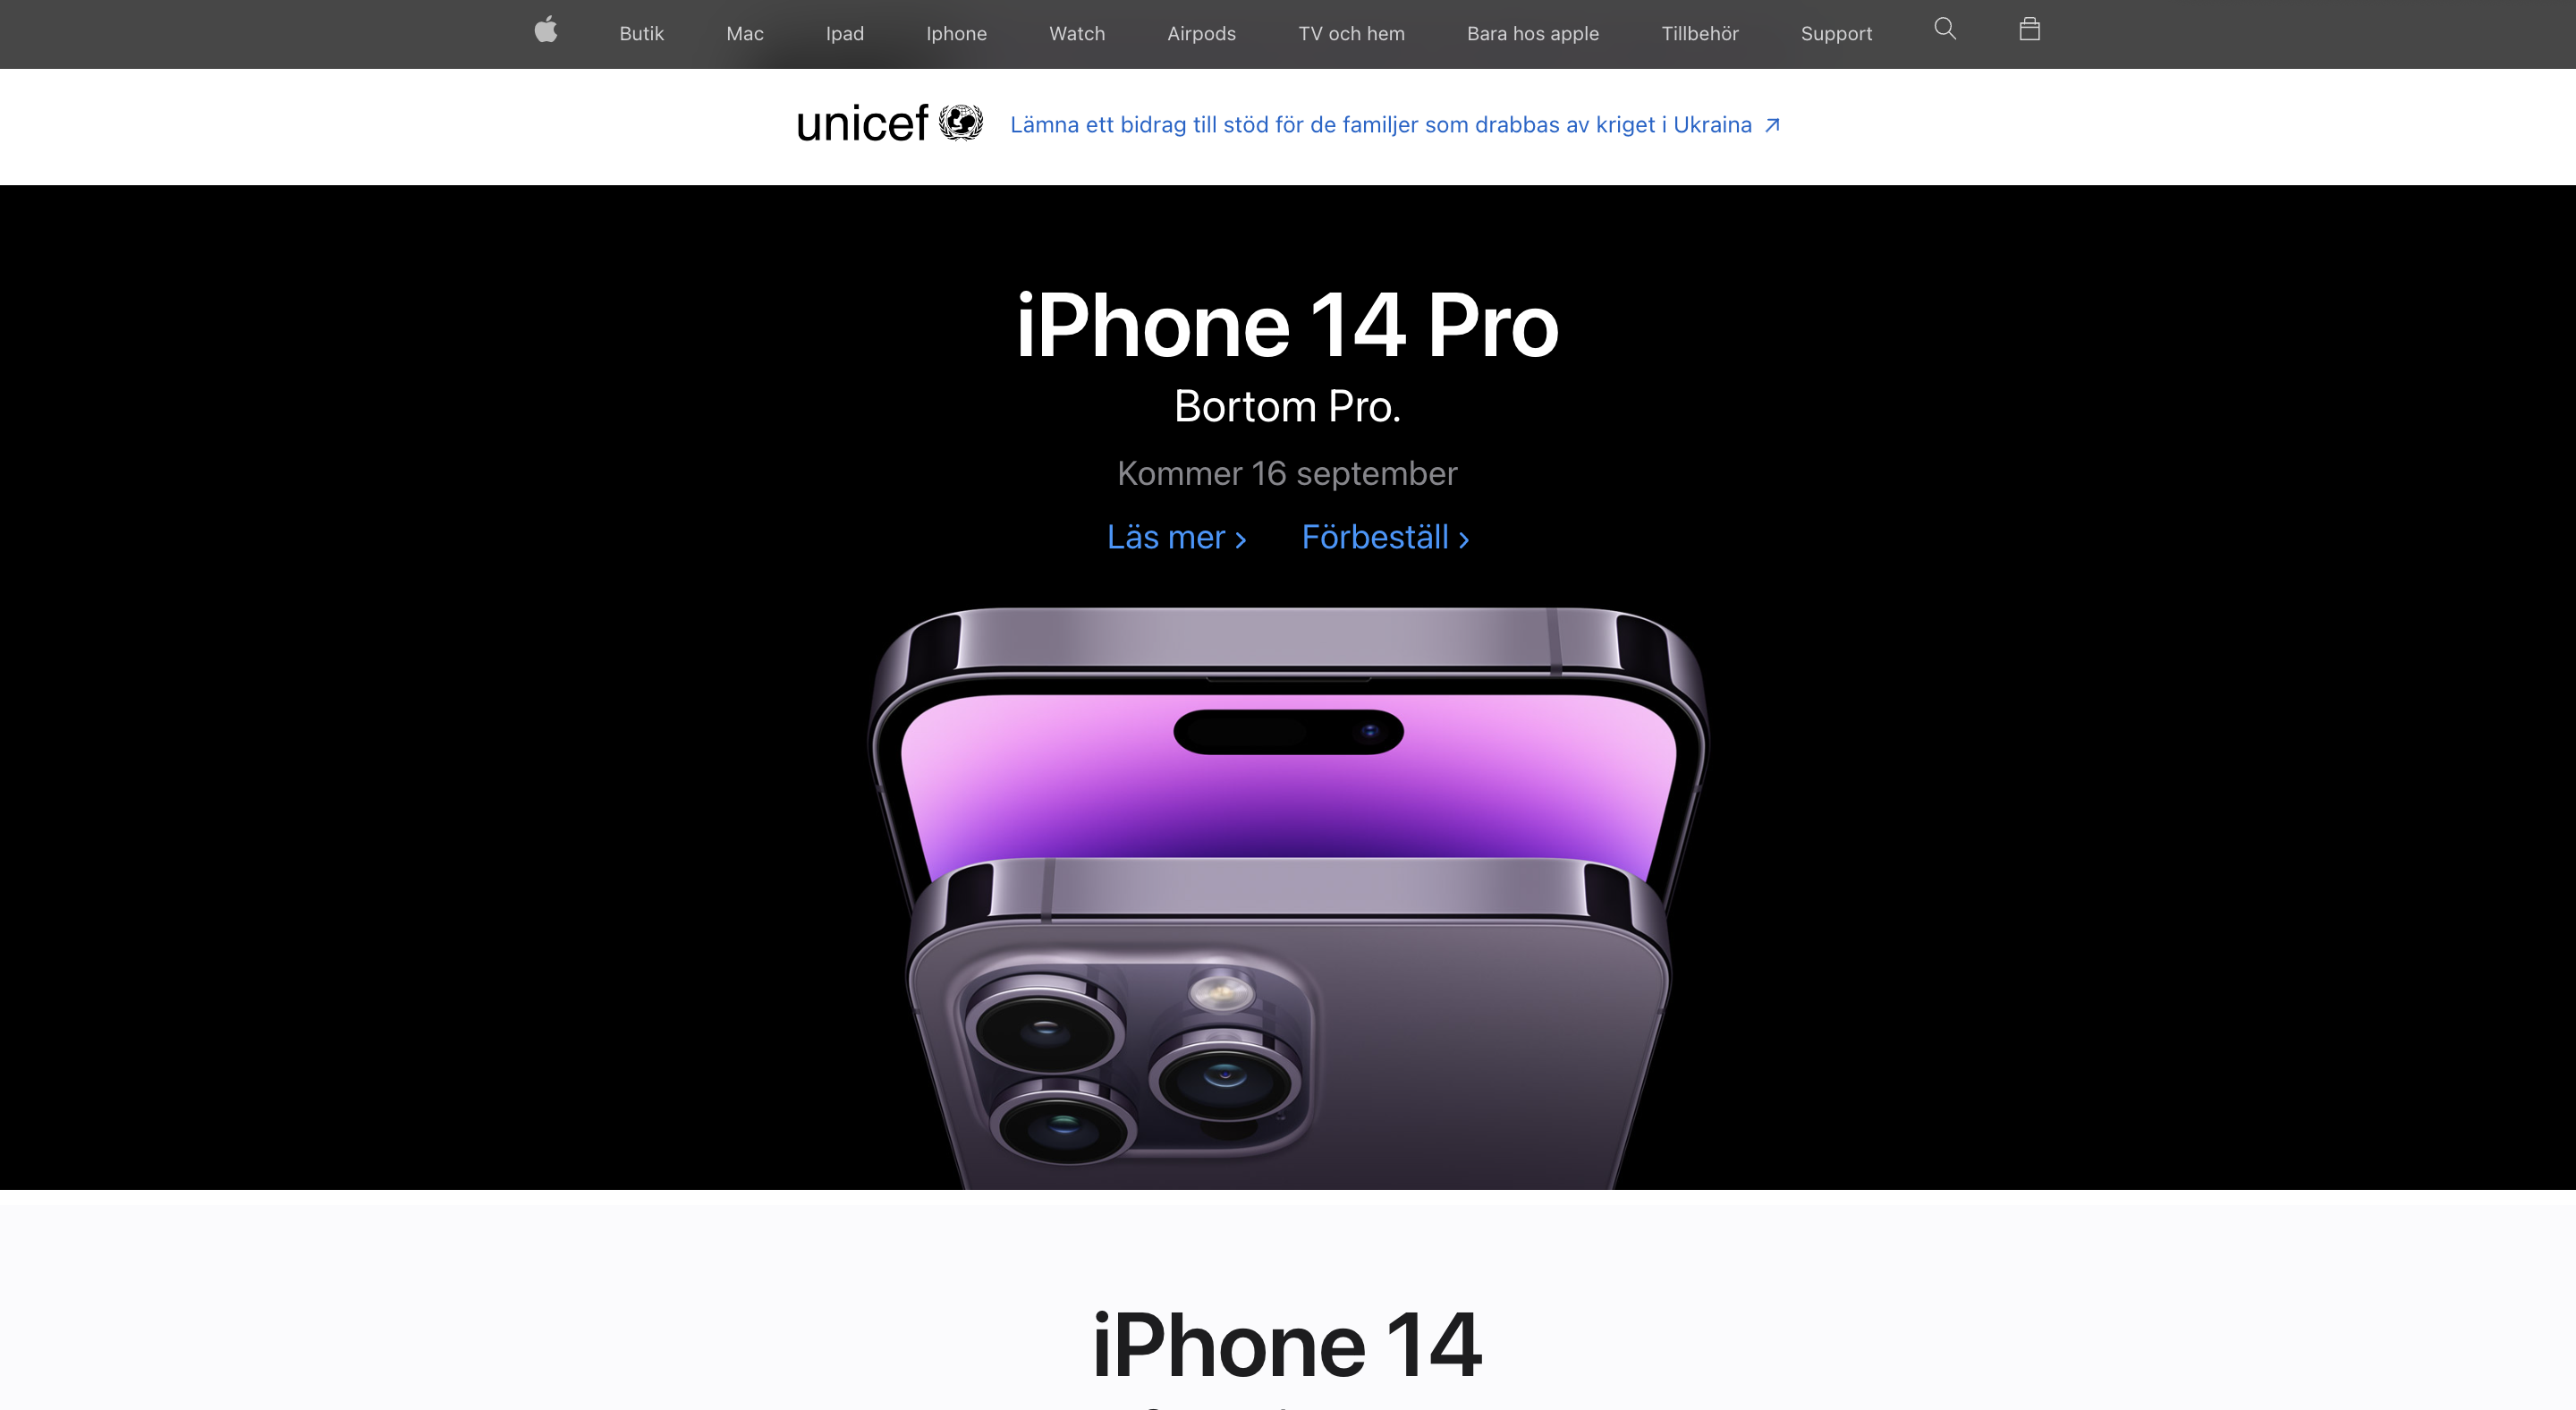 Butik Mac Ipad Iphone Watch Airpods TV och hem Bara hos apple Tillbehör Support
unicef Lämna ett bidrag till stöd för de familjer som drabbas av kriget i Ukraina
iPhone 14 Pro
Bortom Pro.
Kommer 16 september
Läs mer Förbeställ
iPhone 14